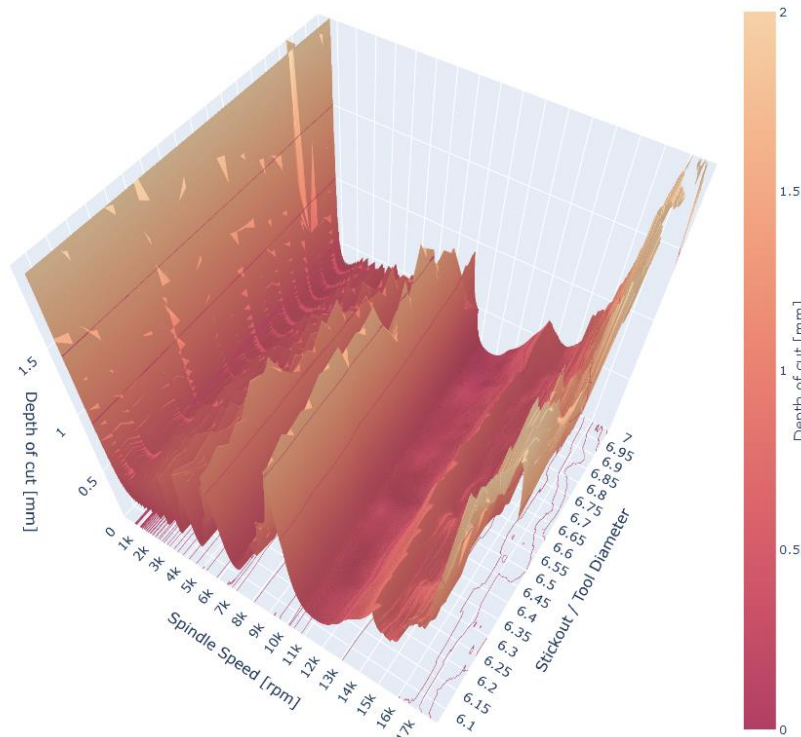 2
1.5
1
0.5
0
Depth of cut [mm]
1.5
1
0.5
Depth of cut [mm]
0
1k
2k
3k
4k
5k
6k
7k
8k
9k
10k
11k
12k
13k
14k
15k
16k
17k
Spindle Speed [rpm]
7
6.95
6.9
6.85
6.8
6.75
6.7
6.65
6.6
6.55
6.5
6.45
6.4
6.35
6.3
6.25
6.2
6.15
6.1
Stickout / Tool Diameter